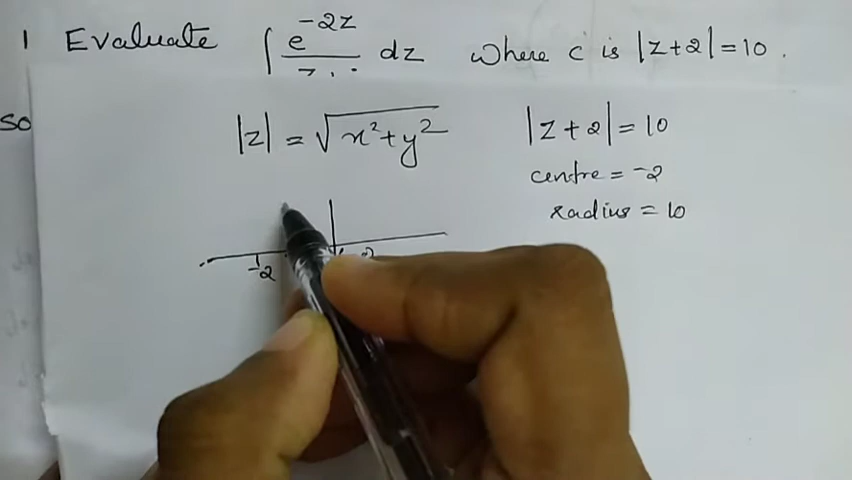 1 Evaluate ∫ e^{-2z} / dz where c is |z+2|=10.
So
|z| = √(x²+y²)
|z+2|=10
centre = -2
radius = 10
-2